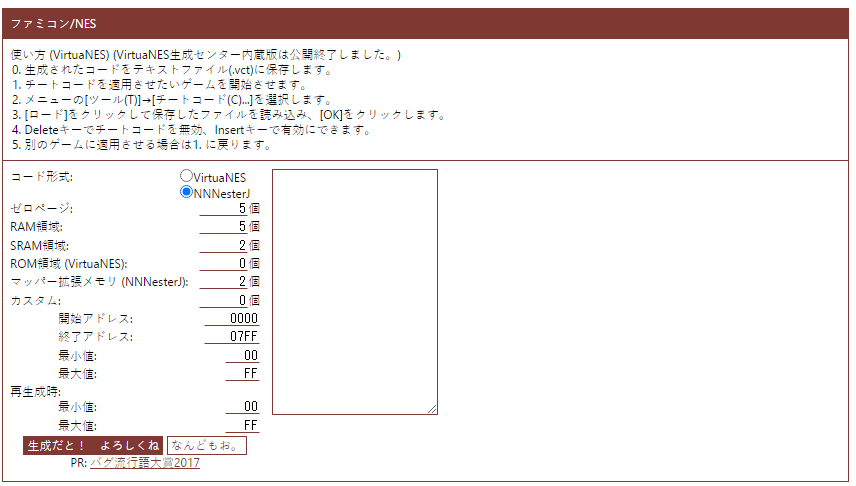 ファミコン/NES
使い方 (VirtuaNES) (VirtuaNES生成センター内蔵版は公開終了しました。)
0. 生成されたコードをテキストファイル(.vct)に保存します。
1. チートコードを適用させたいゲームを開始させます。
2. メニューの[ツール(T)]→[チートコード(C)...]を選択します。
3. [ロード]をクリックして保存したファイルを読み込み、[OK]をクリックします。
4. Deleteキーでチートコードを無効、Insertキーで有効にできます。
5. 別のゲームに適用させる場合は1. に戻ります。
コード形式: VirtuaNES
NNNesterJ
ゼロページ: 5 個
RAM領域: 5 個
SRAM領域: 2 個
ROM領域 (VirtuaNES): 0 個
マッパー拡張メモリ (NNNesterJ): 2 個
カスタム: 0 個
開始アドレス: 0000
終了アドレス: 07FF
最小値: 00
最大値: FF
再生成時:
最小値: 00
最大値: FF
生成だと！　よろしくね なんどもお。
PR: バグ流行語大賞2017